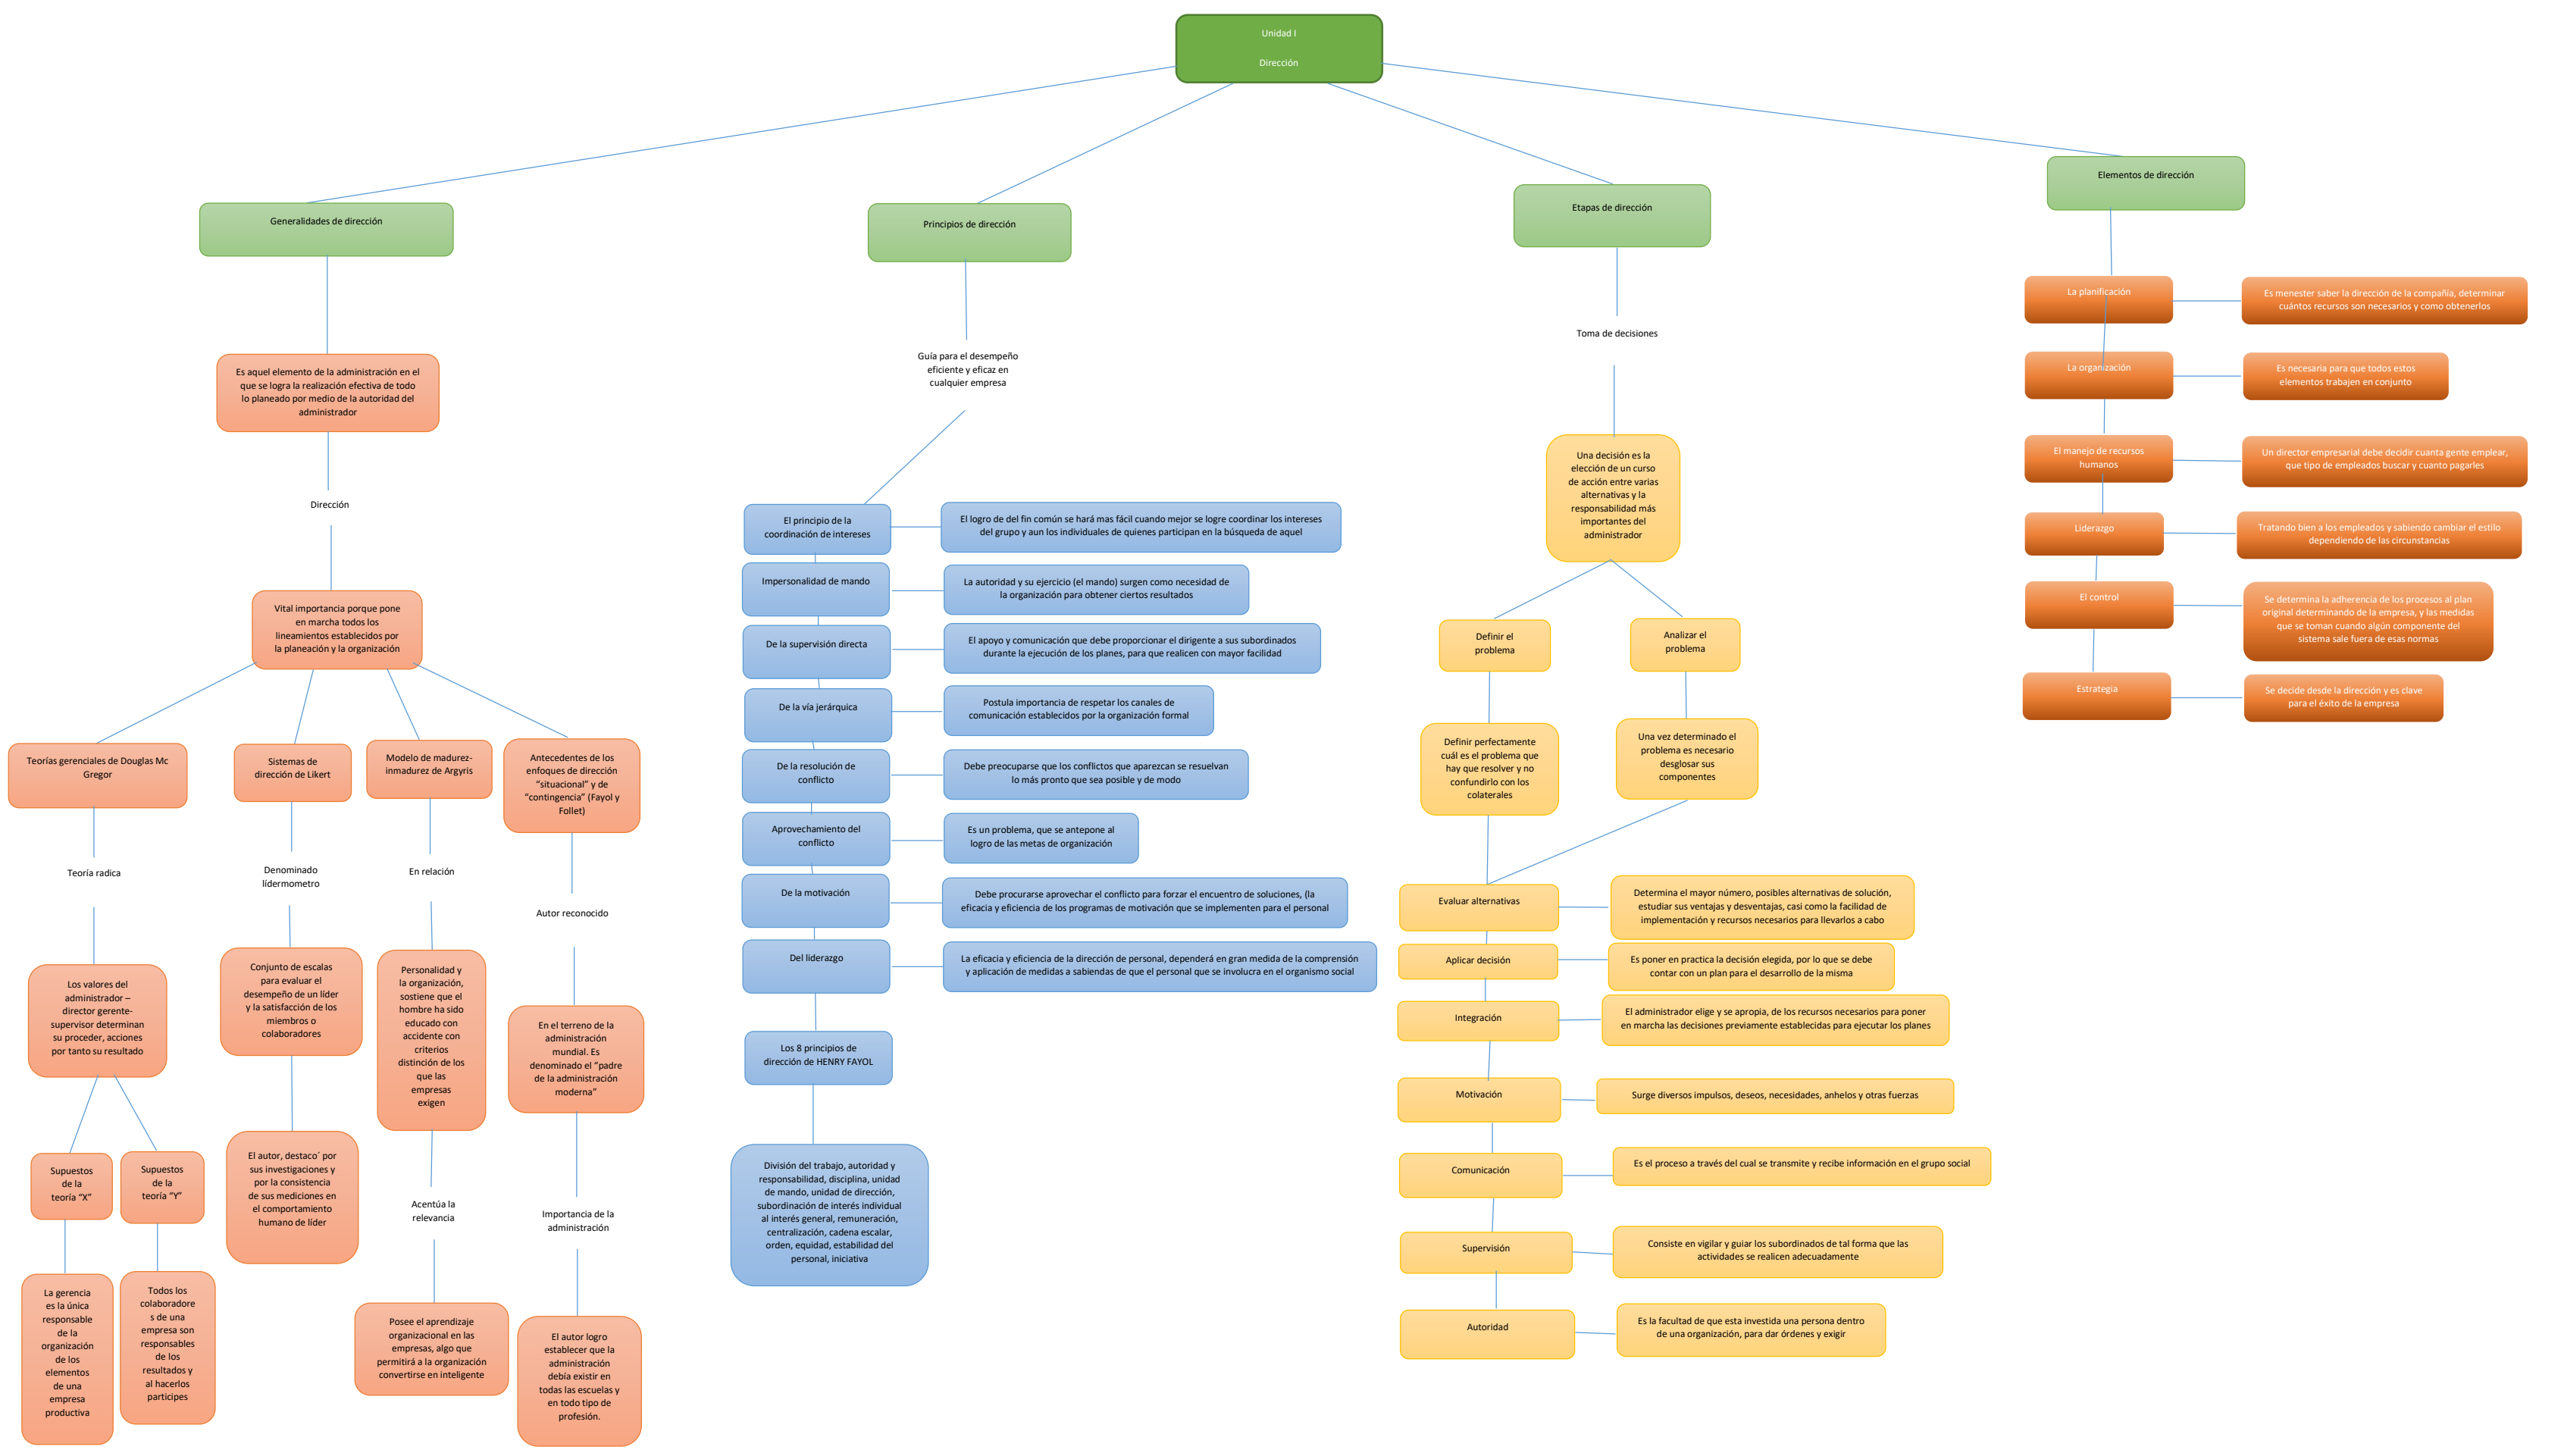 Unidad I
Dirección
Generalidades de dirección
Es aquel elemento de la administración en el
que se logra la realización efectiva de todo
lo planeado por medio de la autoridad del
administrador
Dirección
Vital importancia porque pone
en marcha todos los
lineamientos establecidos por
la planeación y la organización
Teorías gerenciales de Douglas Mc
Gregor
Teoría radica
Los valores del
administrador –
director gerente-
supervisor determinan
su proceder, acciones
por tanto su resultado
Supuestos
de la
teoría “X”
La gerencia
es la única
responsable
de la
organización
de los
elementos
de una
empresa
productiva
Supuestos
de la
teoría “Y”
Todos los
colaboradore
s de una
empresa son
responsables
de los
resultados y
al hacerlos
participes
Sistemas de
dirección de Likert
Denominado
lídermometro
Conjunto de escalas
para evaluar el
desempeño de un líder
y la satisfacción de los
miembros o
colaboradores
El autor, destaco´ por
sus investigaciones y
por la consistencia
de sus mediciones en
el comportamiento
humano de líder
Modelo de madurez-
inmadurez de Argyris
En relación
Personalidad y
la organización,
sostiene que el
hombre ha sido
educado con
accidente con
criterios
distinción de los
que las
empresas
exigen
Acentúa la
relevancia
Posee el aprendizaje
organizacional en las
empresas, algo que
permitirá a la organización
convertirse en inteligente
Antecedentes de los
enfoques de dirección
“situacional” y de
“contingencia” (Fayol y
Follet)
Autor reconocido
En el terreno de la
administración
mundial. Es
denominado el “padre
de la administración
moderna”
Importancia de la
administración
El autor logro
establecer que la
administración
debía existir en
todas las escuelas y
en todo tipo de
profesión.
Principios de dirección
Guía para el desempeño
eficiente y eficaz en
cualquier empresa
El principio de la
coordinación de intereses
El logro de del fin común se hará mas fácil cuando mejor se logre coordinar los intereses
del grupo y aun los individuales de quienes participan en la búsqueda de aquel
Impersonalidad de mando
La autoridad y su ejercicio (el mando) surgen como necesidad de
la organización para obtener ciertos resultados
De la supervisión directa
El apoyo y comunicación que debe proporcionar el dirigente a sus subordinados
durante la ejecución de los planes, para que realicen con mayor facilidad
De la vía jerárquica
Postula importancia de respetar los canales de
comunicación establecidos por la organización formal
De la resolución de
conflicto
Debe preocuparse que los conflictos que aparezcan se resuelvan
lo más pronto que sea posible y de modo
Aprovechamiento del
conflicto
Es un problema, que se antepone al
logro de las metas de organización
De la motivación
Debe procurarse aprovechar el conflicto para forzar el encuentro de soluciones, (la
eficacia y eficiencia de los programas de motivación que se implementen para el personal
Del liderazgo
La eficacia y eficiencia de la dirección de personal, dependerá en gran medida de la comprensión
y aplicación de medidas a sabiendas de que el personal que se involucra en el organismo social
Los 8 principios de
dirección de HENRY FAYOL
División del trabajo, autoridad y
responsabilidad, disciplina, unidad
de mando, unidad de dirección,
subordinación de interés individual
al interés general, remuneración,
centralización, cadena escalar,
orden, equidad, estabilidad del
personal, iniciativa
Etapas de dirección
Toma de decisiones
Una decisión es la
elección de un curso
de acción entre varias
alternativas y la
responsabilidad más
importantes del
administrador
Definir el
problema
Definir perfectamente
cuál es el problema que
hay que resolver y no
confundirlo con los
colaterales
Analizar el
problema
Una vez determinado el
problema es necesario
desglosar sus
componentes
Evaluar alternativas
Determina el mayor número, posibles alternativas de solución,
estudiar sus ventajas y desventajas, casi como la facilidad de
implementación y recursos necesarios para llevarlos a cabo
Aplicar decisión
Es poner en practica la decisión elegida, por lo que se debe
contar con un plan para el desarrollo de la misma
Integración
El administrador elige y se apropia, de los recursos necesarios para poner
en marcha las decisiones previamente establecidas para ejecutar los planes
Motivación
Surge diversos impulsos, deseos, necesidades, anhelos y otras fuerzas
Comunicación
Es el proceso a través del cual se transmite y recibe información en el grupo social
Supervisión
Consiste en vigilar y guiar los subordinados de tal forma que las
actividades se realicen adecuadamente
Autoridad
Es la facultad de que esta investida una persona dentro
de una organización, para dar órdenes y exigir
Elementos de dirección
La planificación
Es menester saber la dirección de la compañía, determinar
cuántos recursos son necesarios y como obtenerlos
La organización
Es necesaria para que todos estos
elementos trabajen en conjunto
El manejo de recursos
humanos
Un director empresarial debe decidir cuanta gente emplear,
que tipo de empleados buscar y cuanto pagarles
Liderazgo
Tratando bien a los empleados y sabiendo cambiar el estilo
dependiendo de las circunstancias
El control
Se determina la adherencia de los procesos al plan
original determinando de la empresa, y las medidas
que se toman cuando algún componente del
sistema sale fuera de esas normas
Estrategia
Se decide desde la dirección y es clave
para el éxito de la empresa